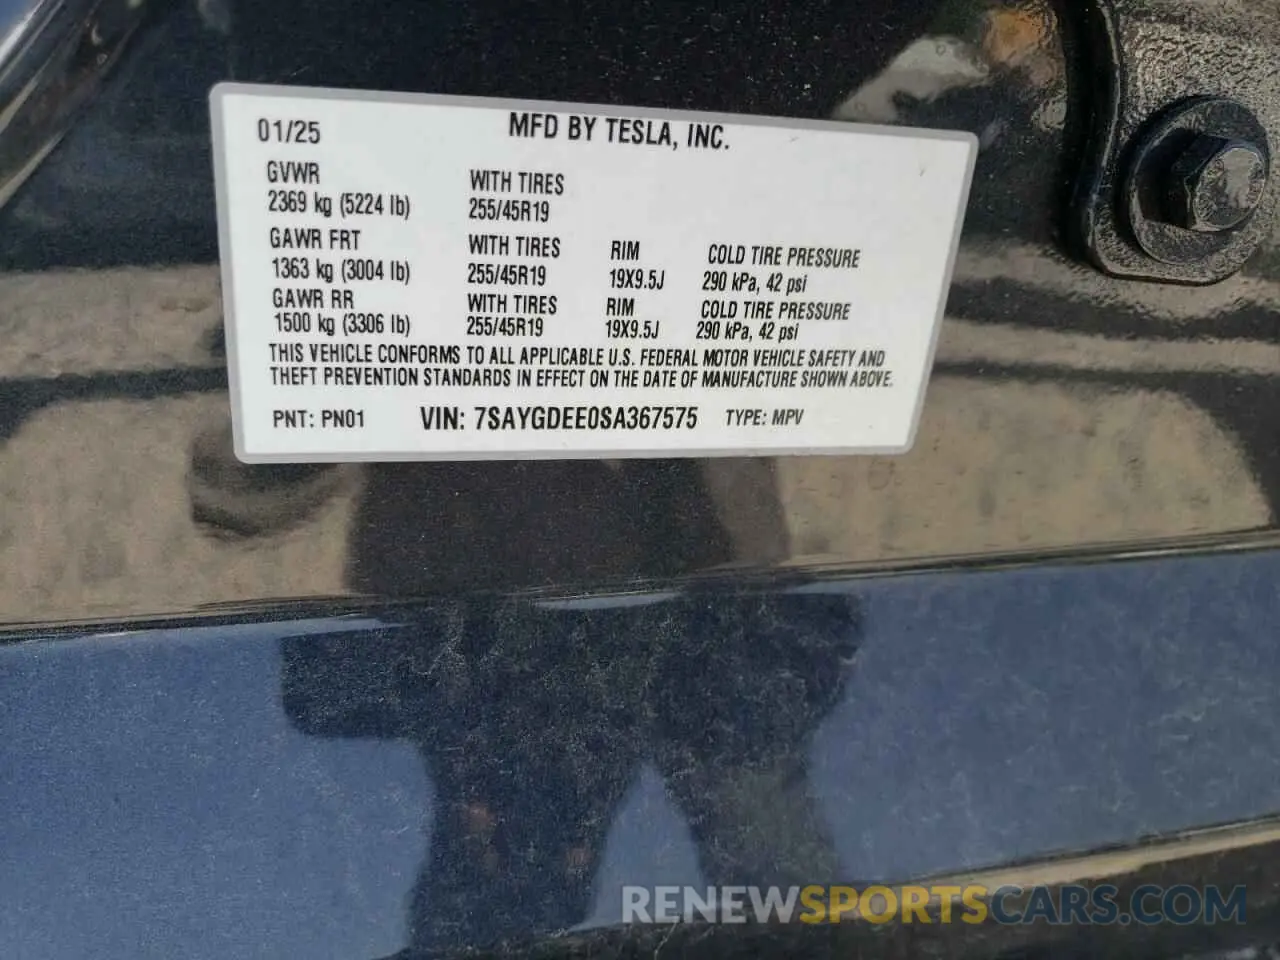 01/25 MFD BY TESLA, INC.
GVWR WITH TIRES
2369 kg (5224 lb) 255/45R19
GAWR FRT WITH TIRES RIM COLD TIRE PRESSURE
1363 kg (3004 lb) 255/45R19 19X9.5J 290 kPa, 42 psi
GAWR RR WITH TIRES RIM COLD TIRE PRESSURE
1500 kg (3306 lb) 255/45R19 19X9.5J 290 kPa, 42 psi
THIS VEHICLE CONFORMS TO ALL APPLICABLE U.S. FEDERAL MOTOR VEHICLE SAFETY AND
THEFT PREVENTION STANDARDS IN EFFECT ON THE DATE OF MANUFACTURE SHOWN ABOVE.
PNT: PN01 VIN: 7SAYGDEE0SA367575 TYPE: MPV
RENEWSPORTSCARS.COM